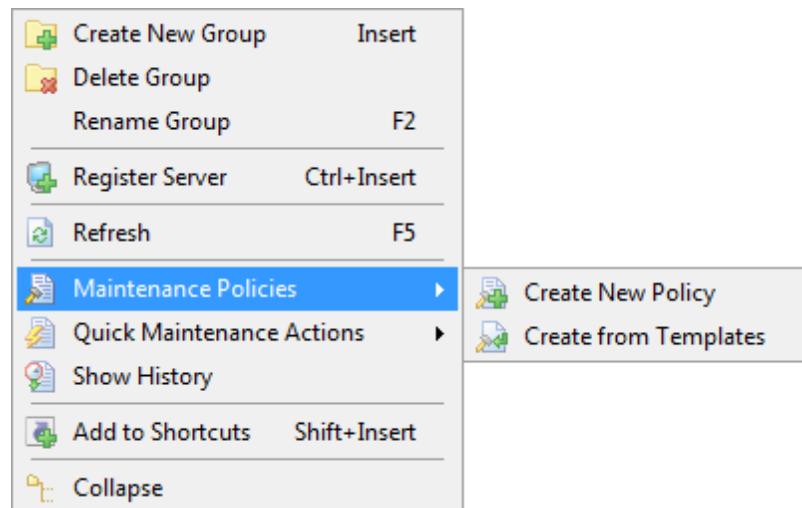 Create New Group Insert
Delete Group
Rename Group F2
Register Server Ctrl+Insert
Refresh F5
Maintenance Policies
Quick Maintenance Actions
Show History
Add to Shortcuts Shift+Insert
Collapse
Create New Policy
Create from Templates